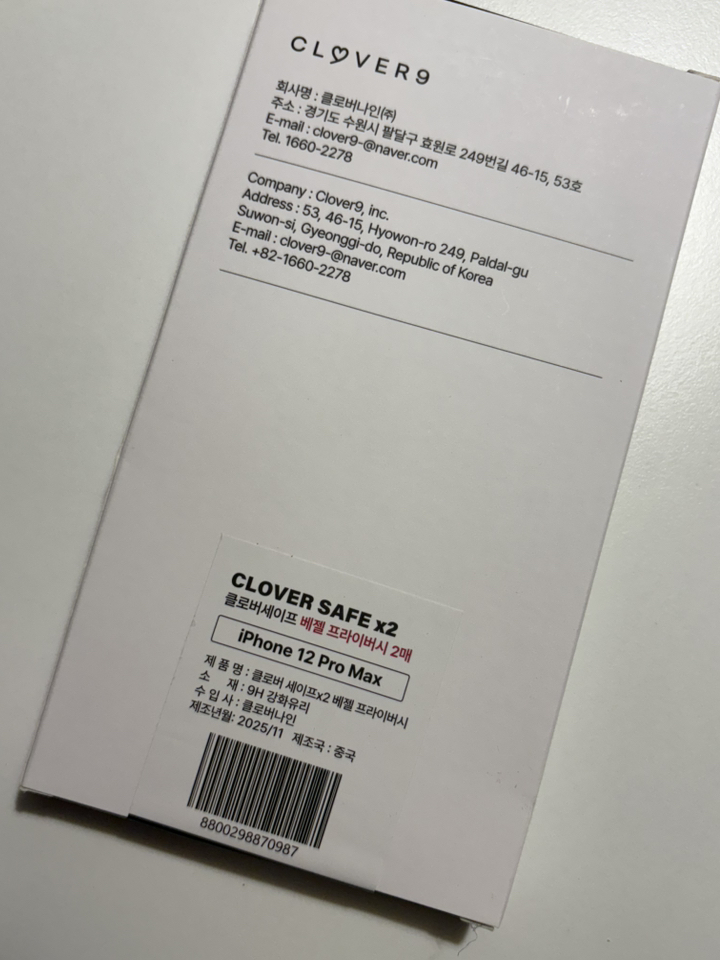 CLOVER9
회사명 : 클로버나인㈜
주소 : 경기도 수원시 팔달구 효원로 249번길 46-15, 53호
E-mail : clover9-@naver.com
Tel. 1660-2278
Company : Clover9, inc.
Address : 53, 46-15, Hyowon-ro 249, Paldal-gu
Suwon-si, Gyeonggi-do, Republic of Korea
E-mail : clover9-@naver.com
Tel. +82-1660-2278
CLOVER SAFE x2
클로버세이프 베젤 프라이버시 2매
iPhone 12 Pro Max
제 품 명 : 클로버 세이프x2 베젤 프라이버시
소 재 : 9H 강화유리
수 입 사 : 클로버나인
제조년월: 2025/11 제조국 : 중국
8800298870987